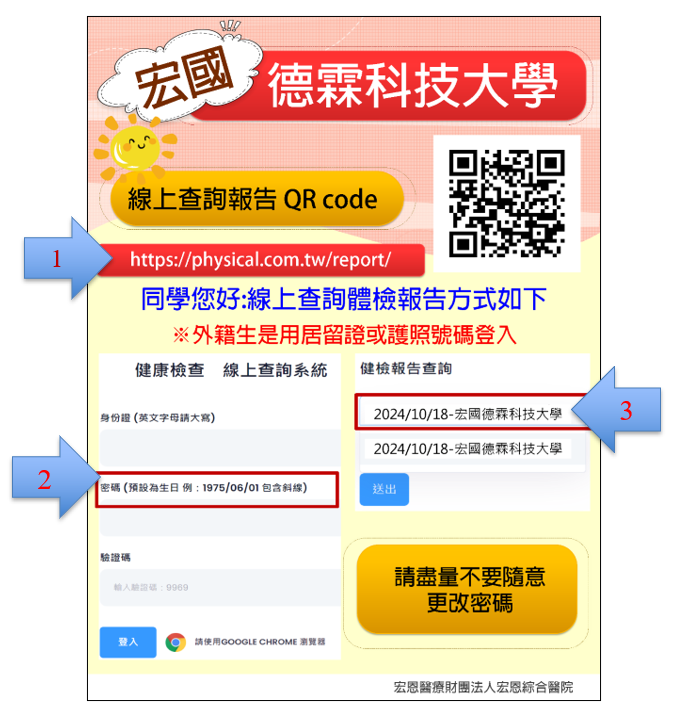 宏國
德霖科技大學
線上查詢報告 QR code
1
https://physical.com.tw/report/
同學您好:線上查詢體檢報告方式如下
※外籍生是用居留證或護照號碼登入
健康檢查 線上查詢系統
身份證 (英文字母請大寫)
2
密碼 (預設為生日 例：1975/06/01 包含斜線)
驗證碼
輸入驗證碼：9969
登入
請使用GOOGLE CHROME 瀏覽器
健檢報告查詢
2024/10/18-宏國德霖科技大學
3
2024/10/18-宏國德霖科技大學
送出
請盡量不要隨意
更改密碼
宏恩醫療財團法人宏恩綜合醫院